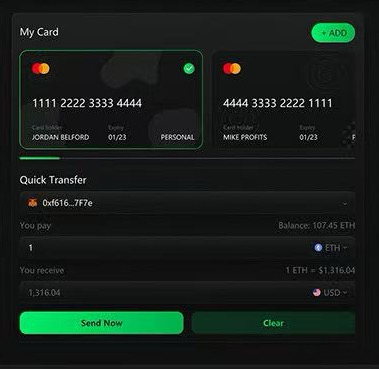 My Card
+ ADD
1111 2222 3333 4444
Card Holder
Expiry
JORDAN BELFORD
01/23
PERSONAL
4444 3333 2222 1111
Card Holder
Expiry
MIKE PROFITS
01/23
P
Quick Transfer
0xf616...7F7e
You pay
Balance: 107.45 ETH
1
ETH
You receive
1 ETH = $1,316.04
1,316.04
USD
Send Now
Clear